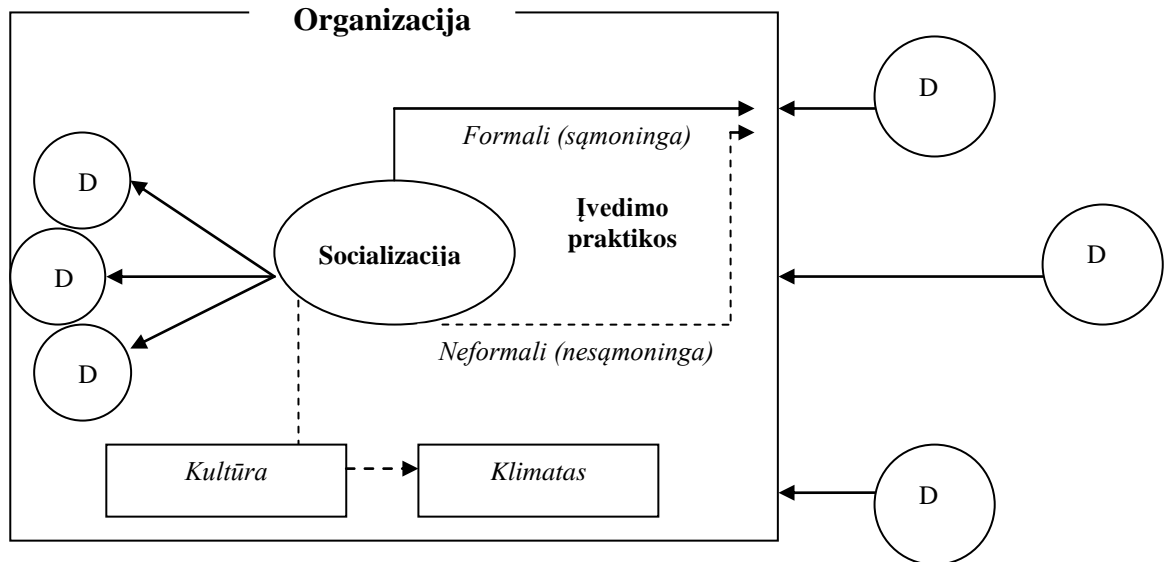 Organizacija
D
Formali (sąmoninga)
D
Įvedimo
praktikos
Socializacija
D
D
Neformali (nesąmoninga)
D
Kultūra
Klimatas
D